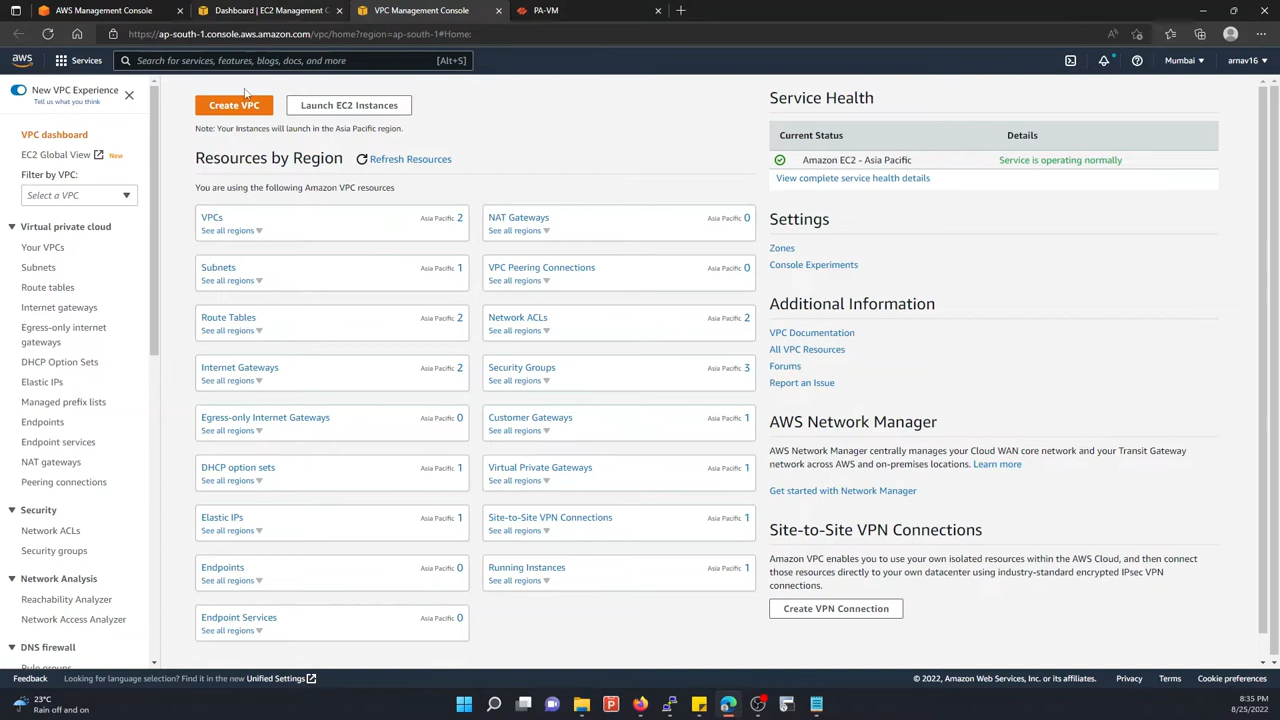 AWS Management Console
Dashboard | EC2 Management C
VPC Management Console
PA-VM
https://ap-south-1.console.aws.amazon.com/vpc/home?region=ap-south-1#Home:
aws
Services
Search for services, features, blogs, docs, and more
[Alt+S]
Mumbai
arnav16
New VPC Experience
Tell us what you think
VPC dashboard
EC2 Global View
New
Filter by VPC:
Select a VPC
Virtual private cloud
Your VPCs
Subnets
Route tables
Internet gateways
Egress-only internet
gateways
DHCP Option Sets
Elastic IPs
Managed prefix lists
Endpoints
Endpoint services
NAT gateways
Peering connections
Security
Network ACLs
Security groups
Network Analysis
Reachability Analyzer
Network Access Analyzer
DNS firewall
Rule groups
Create VPC
Launch EC2 Instances
Note: Your Instances will launch in the Asia Pacific region.
Resources by Region
Refresh Resources
You are using the following Amazon VPC resources
VPCs
Asia Pacific 2
See all regions
NAT Gateways
Asia Pacific 0
See all regions
Subnets
Asia Pacific 1
See all regions
VPC Peering Connections
Asia Pacific 0
See all regions
Route Tables
Asia Pacific 2
See all regions
Network ACLs
Asia Pacific 2
See all regions
Internet Gateways
Asia Pacific 2
See all regions
Security Groups
Asia Pacific 3
See all regions
Egress-only Internet Gateways
Asia Pacific 0
See all regions
Customer Gateways
Asia Pacific 1
See all regions
DHCP option sets
Asia Pacific 1
See all regions
Virtual Private Gateways
Asia Pacific 1
See all regions
Elastic IPs
Asia Pacific 1
See all regions
Site-to-Site VPN Connections
Asia Pacific 1
See all regions
Endpoints
Asia Pacific 0
See all regions
Running Instances
Asia Pacific 1
See all regions
Endpoint Services
Asia Pacific 0
See all regions
Service Health
Current Status
Details
Amazon EC2 - Asia Pacific
Service is operating normally
View complete service health details
Settings
Zones
Console Experiments
Additional Information
VPC Documentation
All VPC Resources
Forums
Report an Issue
AWS Network Manager
AWS Network Manager centrally manages your Cloud WAN core network and your Transit Gateway
network across AWS and on-premises locations. Learn more
Get started with Network Manager
Site-to-Site VPN Connections
Amazon VPC enables you to use your own isolated resources within the AWS Cloud, and then connect
those resources directly to your own datacenter using industry-standard encrypted IPsec VPN
connections.
Create VPN Connection
Feedback
Looking for language selection? Find it in the new Unified Settings
© 2022, Amazon Web Services, Inc. or its affiliates.
Privacy
Terms
Cookie preferences
23°C
Rain off and on
8:35 PM
8/25/2022